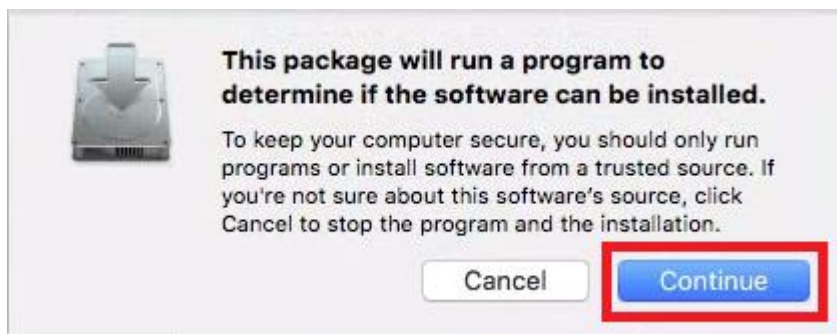 This package will run a program to
determine if the software can be installed.
To keep your computer secure, you should only run
programs or install software from a trusted source. If
you're not sure about this software's source, click
Cancel to stop the program and the installation.
Cancel
Continue